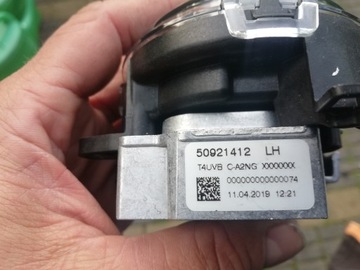 50921412 LH
T4UVB C-A2NG XXXXXXX
000000000000074
11.04.2019 12:21